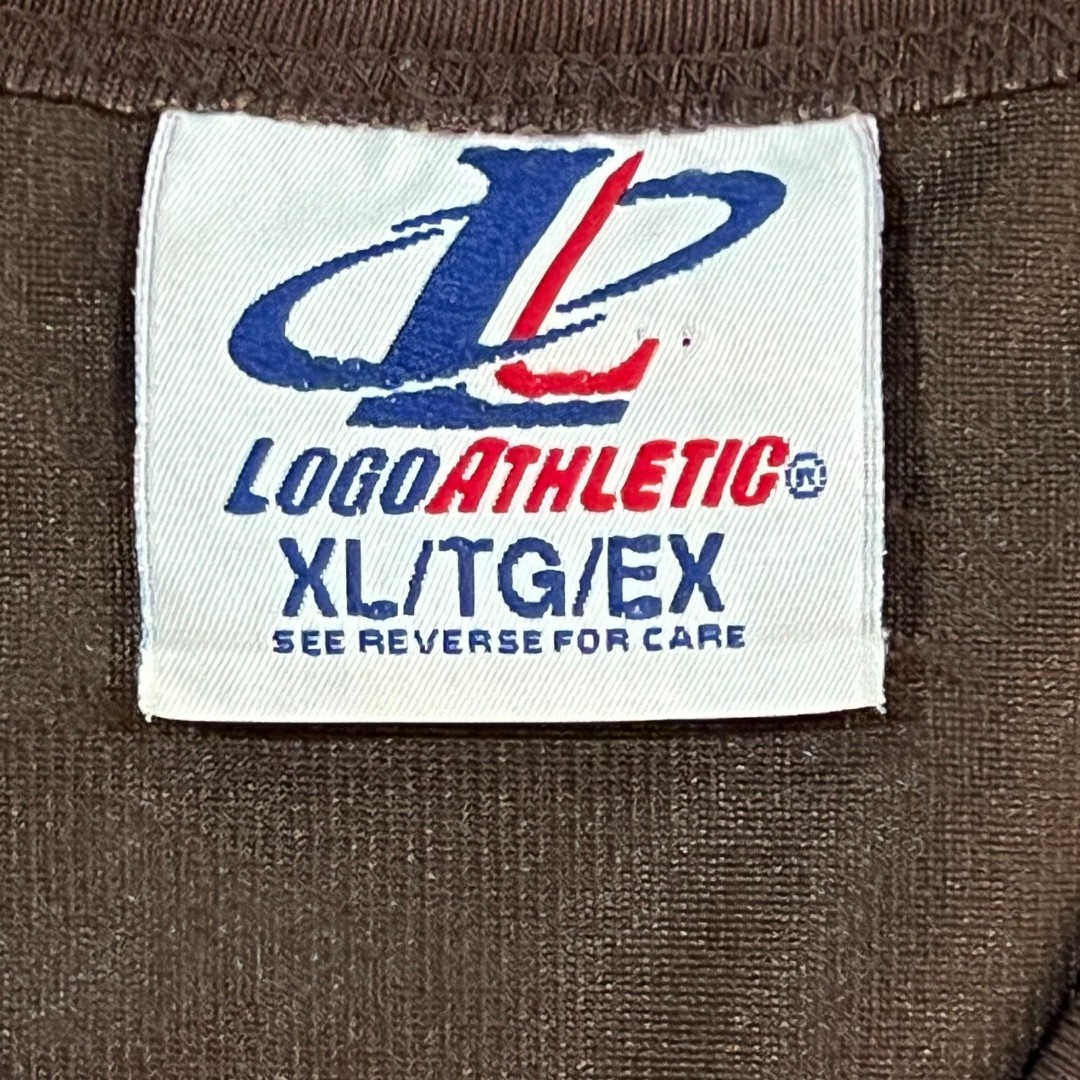 L L
LOGOATHLETIC®
XL/TG/EX
SEE REVERSE FOR CARE